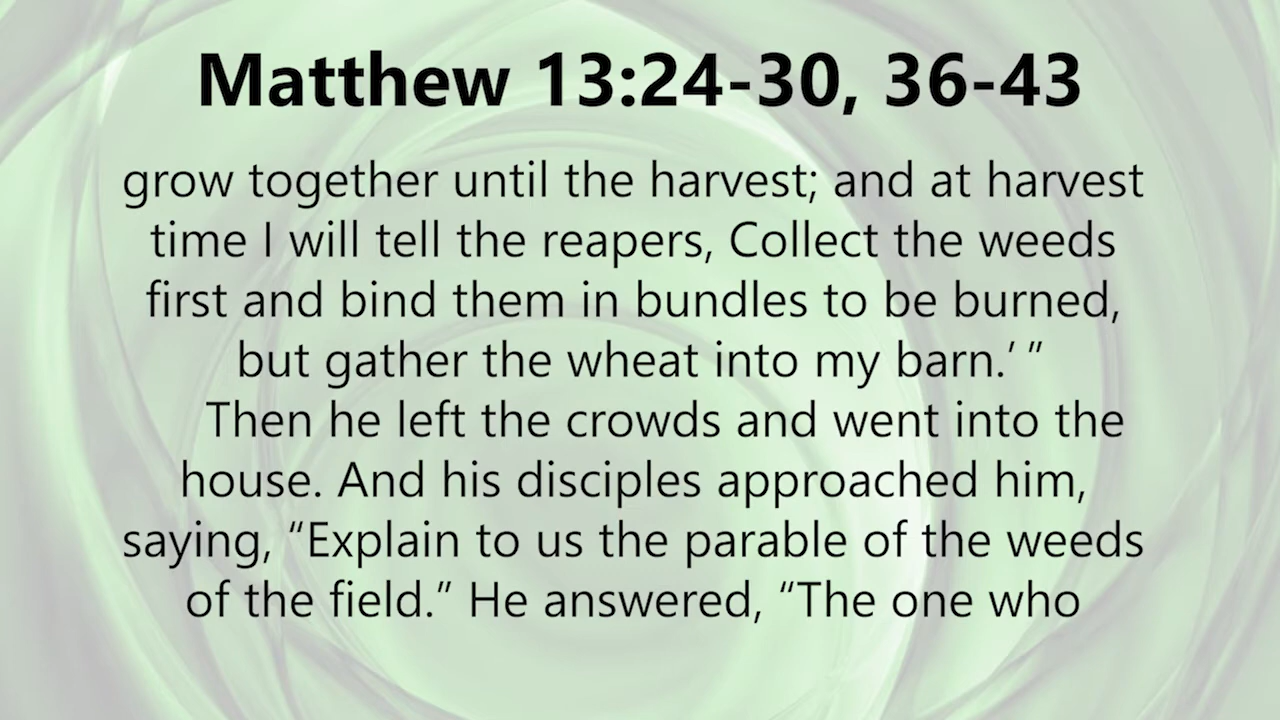 Matthew 13:24-30, 36-43
grow together until the harvest; and at harvest
time I will tell the reapers, Collect the weeds
first and bind them in bundles to be burned,
but gather the wheat into my barn.’ ”
Then he left the crowds and went into the
house. And his disciples approached him,
saying, “Explain to us the parable of the weeds
of the field.” He answered, “The one who